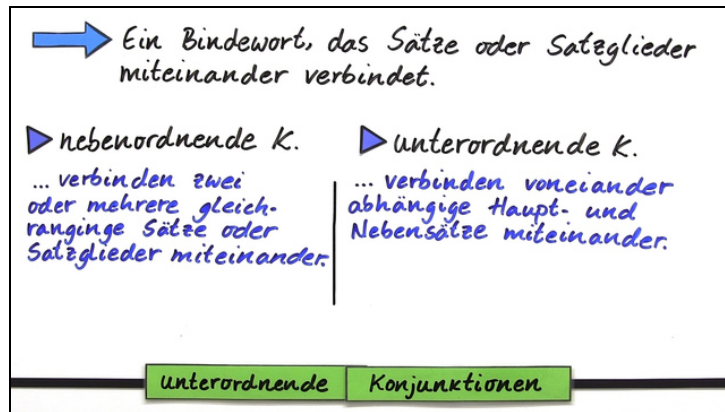 Ein Bindewort, das Sätze oder Satzglieder
miteinander verbindet.
nebenordnende K.
... verbinden zwei
oder mehrere gleich-
ranginge Sätze oder
Satzglieder miteinander.
unterordnende K.
... verbinden voneiander
abhängige Haupt- und
Nebensätze miteinander.
unterordnende Konjunktionen